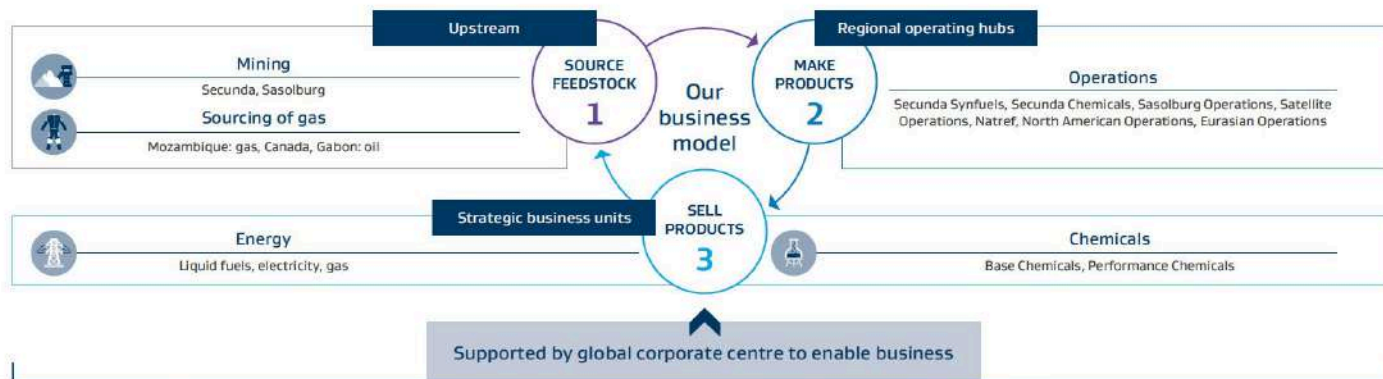 Upstream
Mining
Secunda, Sasolburg
Sourcing of gas
Mozambique: gas, Canada, Gabon: oil
SOURCE
FEEDSTOCK
1
Our
business
model
Regional operating hubs
MAKE
PRODUCTS
2
Operations
Secunda Synfuels, Secunda Chemicals, Sasolburg Operations, Satellite
Operations, Natref, North American Operations, Eurasian Operations
Strategic business units
SELL
PRODUCTS
3
Energy
Liquid fuels, electricity, gas
Chemicals
Base Chemicals, Performance Chemicals
Supported by global corporate centre to enable business